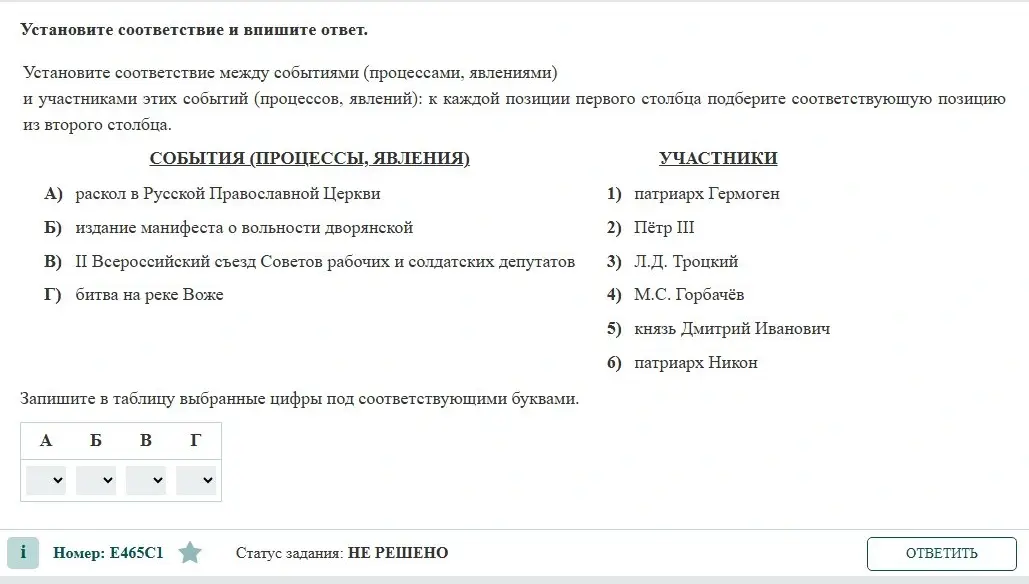 Установите соответствие и впишите ответ.
Установите соответствие между событиями (процессами, явлениями)
и участниками этих событий (процессов, явлений): к каждой позиции первого столбца подберите соответствующую позицию
из второго столбца.
СОБЫТИЯ (ПРОЦЕССЫ, ЯВЛЕНИЯ)
А) раскол в Русской Православной Церкви
Б) издание манифеста о вольности дворянской
В) II Всероссийский съезд Советов рабочих и солдатских депутатов
Г) битва на реке Воже
УЧАСТНИКИ
1) патриарх Гермоген
2) Пётр III
3) Л.Д. Троцкий
4) М.С. Горбачёв
5) князь Дмитрий Иванович
6) патриарх Никон
Запишите в таблицу выбранные цифры под соответствующими буквами.
А Б В Г
i Номер: E465C1 Статус задания: НЕ РЕШЕНО ОТВЕТИТЬ